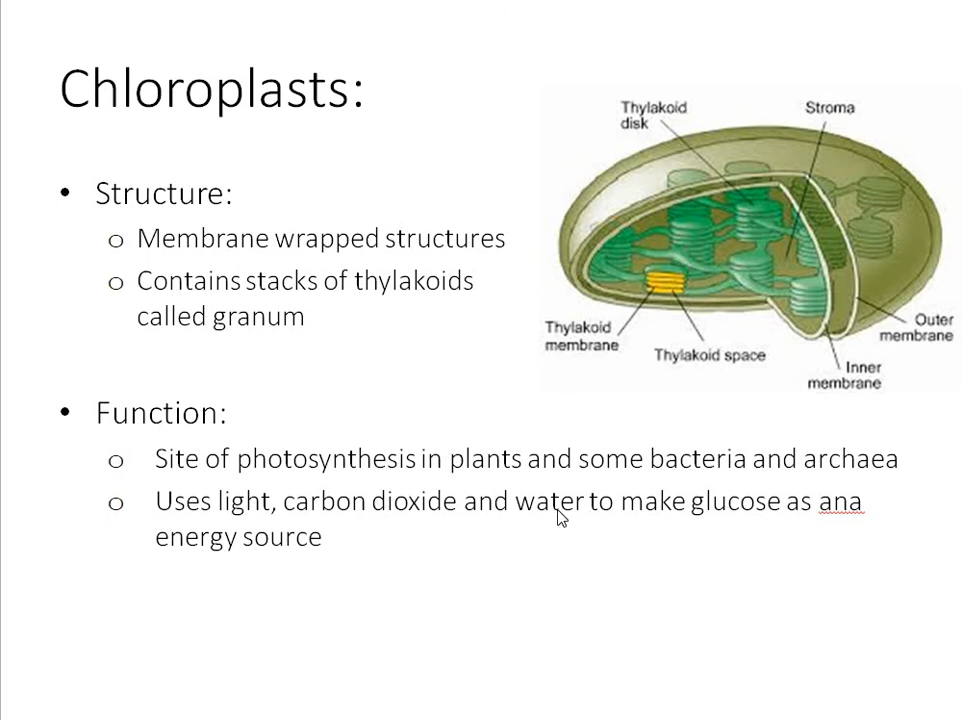 Chloroplasts:
Thylakoid
disk
Stroma
• Structure:
o Membrane wrapped structures
o Contains stacks of thylakoids
called granum
Thylakoid
membrane
Thylakoid space
Outer
membrane
Inner
membrane
• Function:
o Site of photosynthesis in plants and some bacteria and archaea
o Uses light, carbon dioxide and water to make glucose as ana
energy source